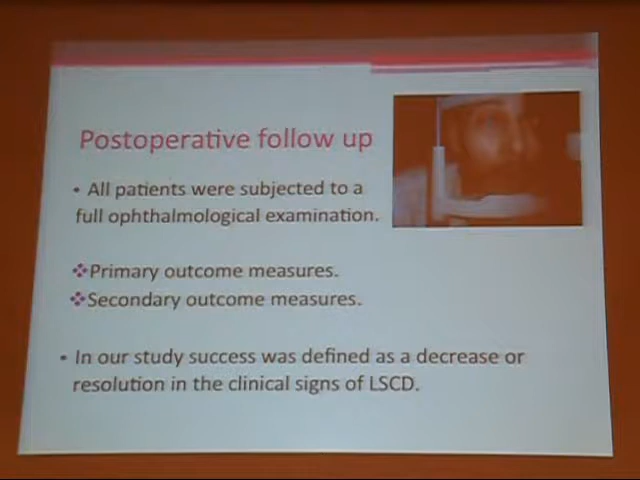 Postoperative follow up
• All patients were subjected to a
full ophthalmological examination.
❖Primary outcome measures.
❖Secondary outcome measures.
• In our study success was defined as a decrease or
resolution in the clinical signs of LSCD.